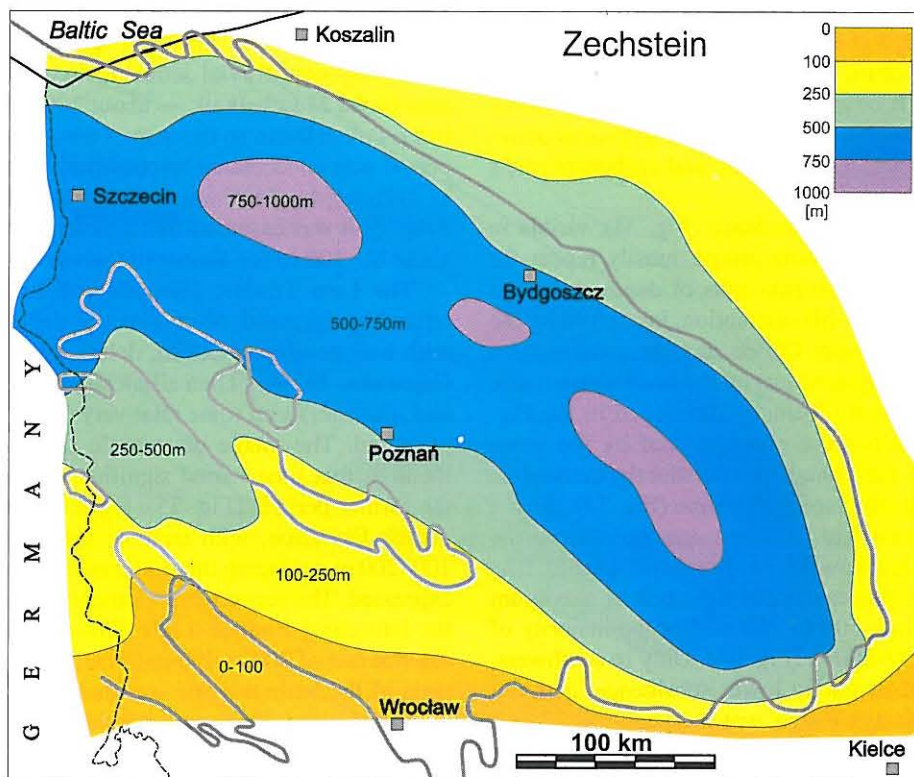 Baltic Sea
Koszalin
Zechstein
0
100
250
500
750
1000
[m]
Szczecin
750-1000m
Bydgoszcz
500-750m
Poznań
250-500m
100-250m
0-100
Wrocław
100 km
Kielce
GERMANY